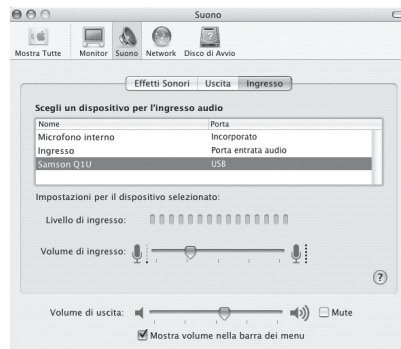 Suono
Mostra Tutte Monitor Suono Network Disco di Avvio
Effetti Sonori Uscita Ingresso
Scegli un dispositivo per l'ingresso audio
Nome Porta
Microfono interno Incorporato
Ingresso Porta entrata audio
Samson Q1U USB
Impostazioni per il dispositivo selezionato:
Livello di ingresso:
Volume di ingresso:
?
Volume di uscita: Mute
Mostra volume nella barra dei menu